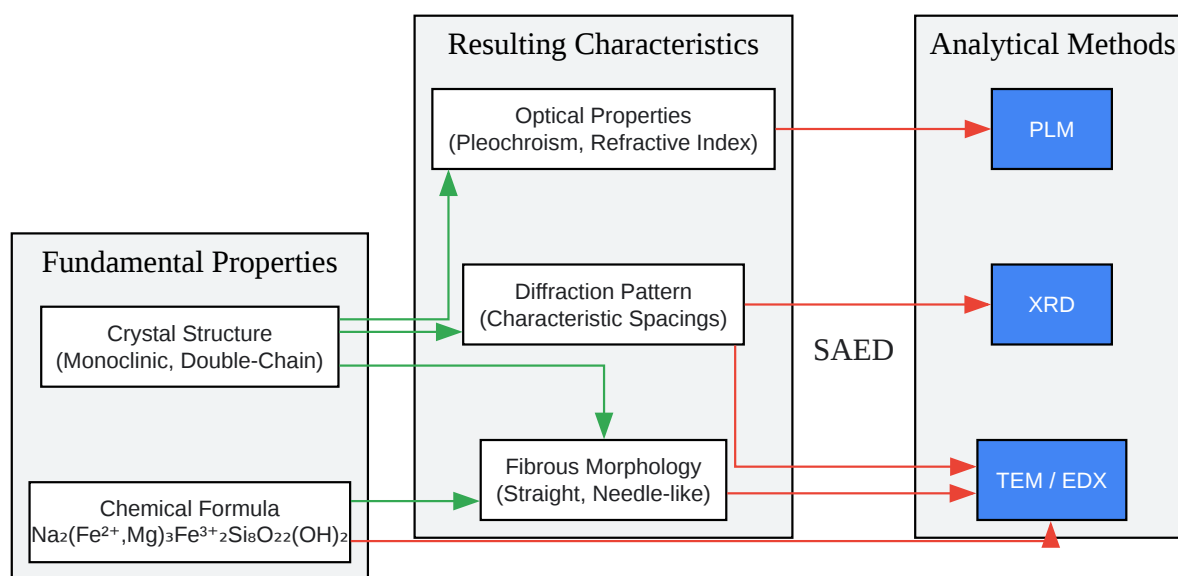 Resulting Characteristics
Analytical Methods
Optical Properties
(Pleochroism, Refractive Index)
PLM
Fundamental Properties
Crystal Structure
(Monoclinic, Double-Chain)
Diffraction Pattern
(Characteristic Spacings)
SAED
XRD
Fibrous Morphology
(Straight, Needle-like)
TEM / EDX
Chemical Formula
Na₂(Fe²⁺,Mg)₃Fe³⁺₂Si₈O₂₂(OH)₂